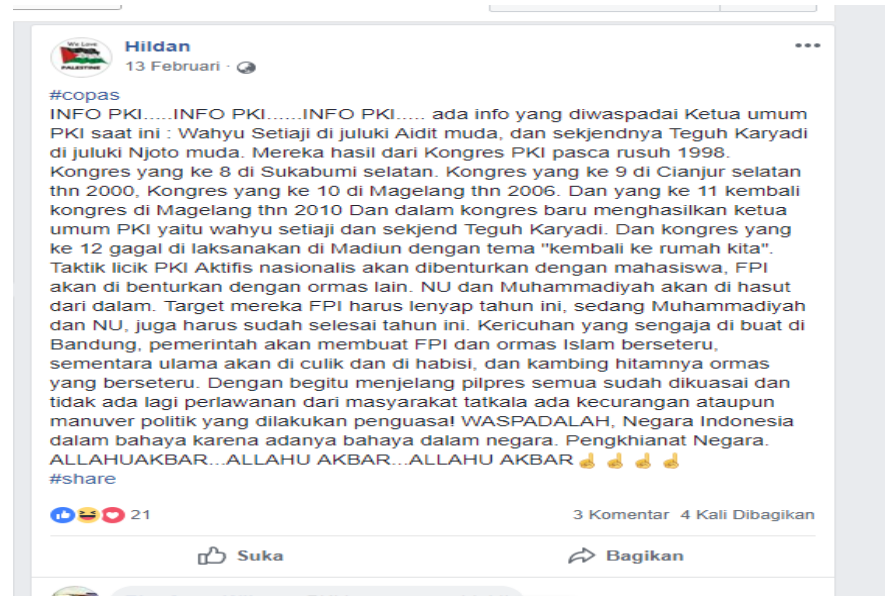 We Love
PALESTINE
Hildan
13 Februari
#copas
INFO PKI.....INFO PKI......INFO PKI..... ada info yang diwaspadai Ketua umum
PKI saat ini : Wahyu Setiaji di juluki Aidit muda, dan sekjendnya Teguh Karyadi
di juluki Njoto muda. Mereka hasil dari Kongres PKI pasca rusuh 1998.
Kongres yang ke 8 di Sukabumi selatan. Kongres yang ke 9 di Cianjur selatan
thn 2000, Kongres yang ke 10 di Magelang thn 2006. Dan yang ke 11 kembali
kongres di Magelang thn 2010 Dan dalam kongres baru menghasilkan ketua
umum PKI yaitu wahyu setiaji dan sekjend Teguh Karyadi. Dan kongres yang
ke 12 gagal di laksanakan di Madiun dengan tema "kembali ke rumah kita".
Taktik licik PKI Aktifis nasionalis akan dibenturkan dengan mahasiswa, FPI
akan di benturkan dengan ormas lain. NU dan Muhammadiyah akan di hasut
dari dalam. Target mereka FPI harus lenyap tahun ini, sedang Muhammadiyah
dan NU, juga harus sudah selesai tahun ini. Kericuhan yang sengaja di buat di
Bandung, pemerintah akan membuat FPI dan ormas Islam berseteru,
sementara ulama akan di culik dan di habisi, dan kambing hitamnya ormas
yang berseteru. Dengan begitu menjelang pilpres semua sudah dikuasai dan
tidak ada lagi perlawanan dari masyarakat tatkala ada kecurangan ataupun
manuver politik yang dilakukan penguasa! WASPADALAH, Negara Indonesia
dalam bahaya karena adanya bahaya dalam negara. Pengkhianat Negara.
ALLAHUAKBAR...ALLAHU AKBAR...ALLAHU AKBAR☝☝☝☝
#share
21
3 Komentar 4 Kali Dibagikan
Suka
Bagikan